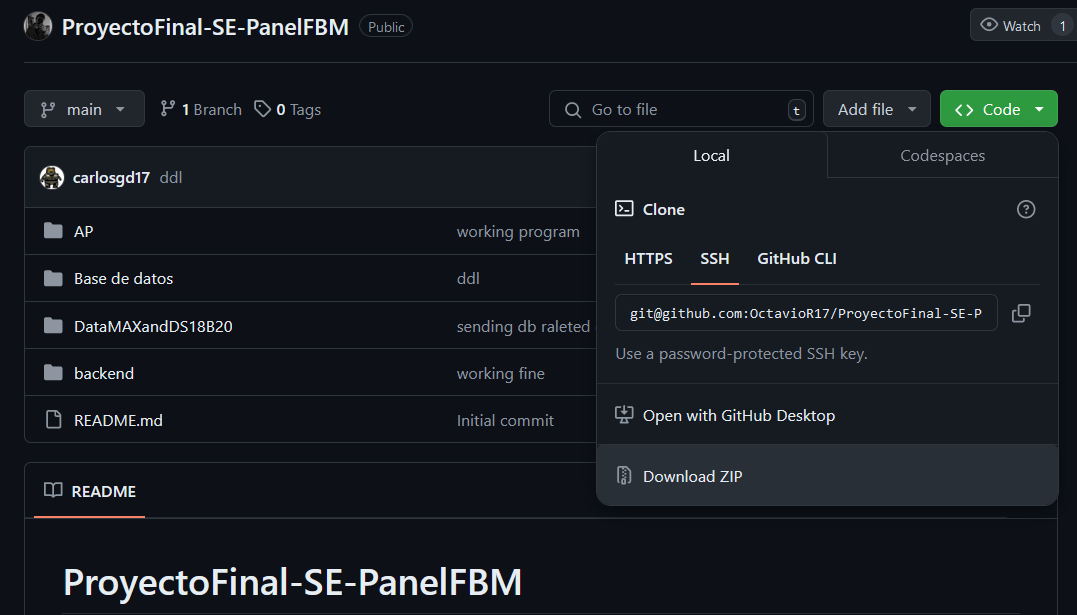 ProyectoFinal-SE-PanelFBM Public Watch 1
main 1 Branch 0 Tags Go to file t Add file Code
Local Codespaces
carlosgd17 ddl
Clone
AP working program
HTTPS SSH GitHub CLI
Base de datos ddl
git@github.com:OctavioR17/ProyectoFinal-SE-P
DataMAXandDS18B20 sending db raleted
Use a password-protected SSH key.
backend working fine
Open with GitHub Desktop
README.md Initial commit
Download ZIP
README
ProyectoFinal-SE-PanelFBM